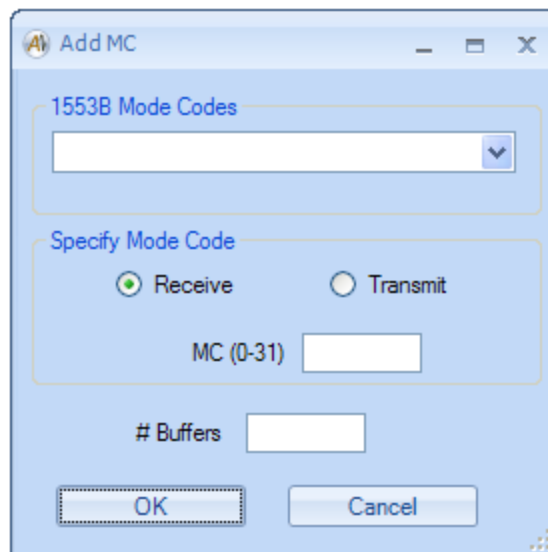 Add MC
1553B Mode Codes
Specify Mode Code
Receive Transmit
MC (0-31)
# Buffers
OK Cancel